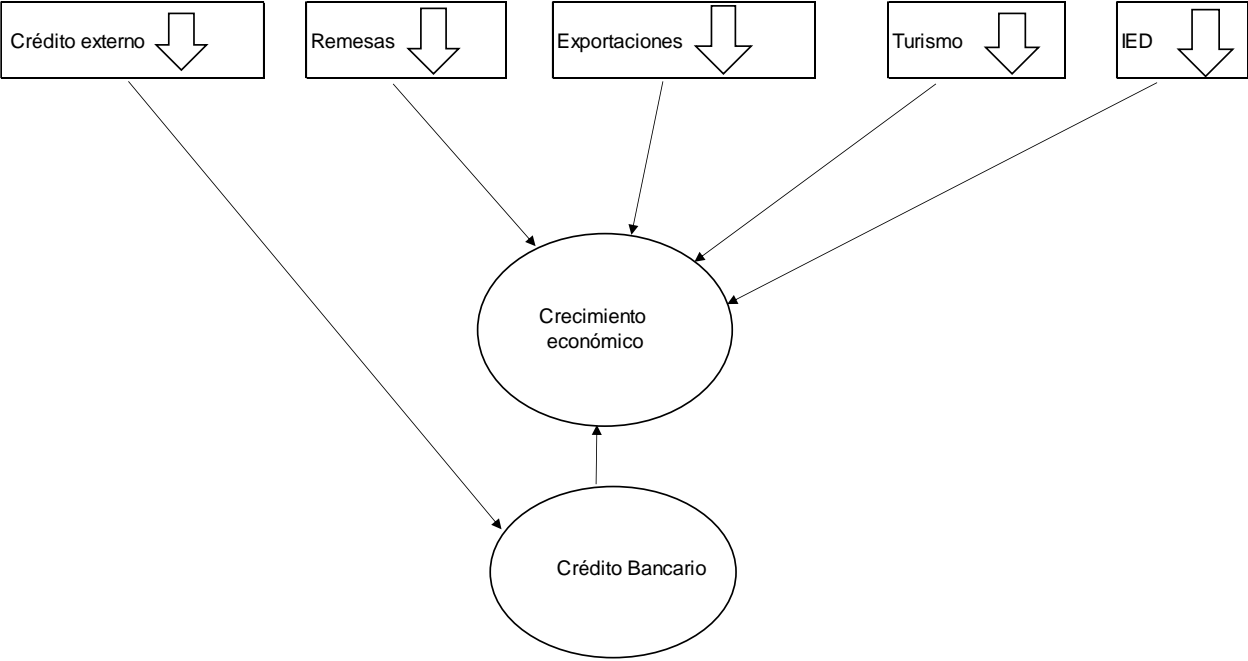 Crédito externo
Remesas
Exportaciones
Turismo
IED
Crecimiento
económico
Crédito Bancario